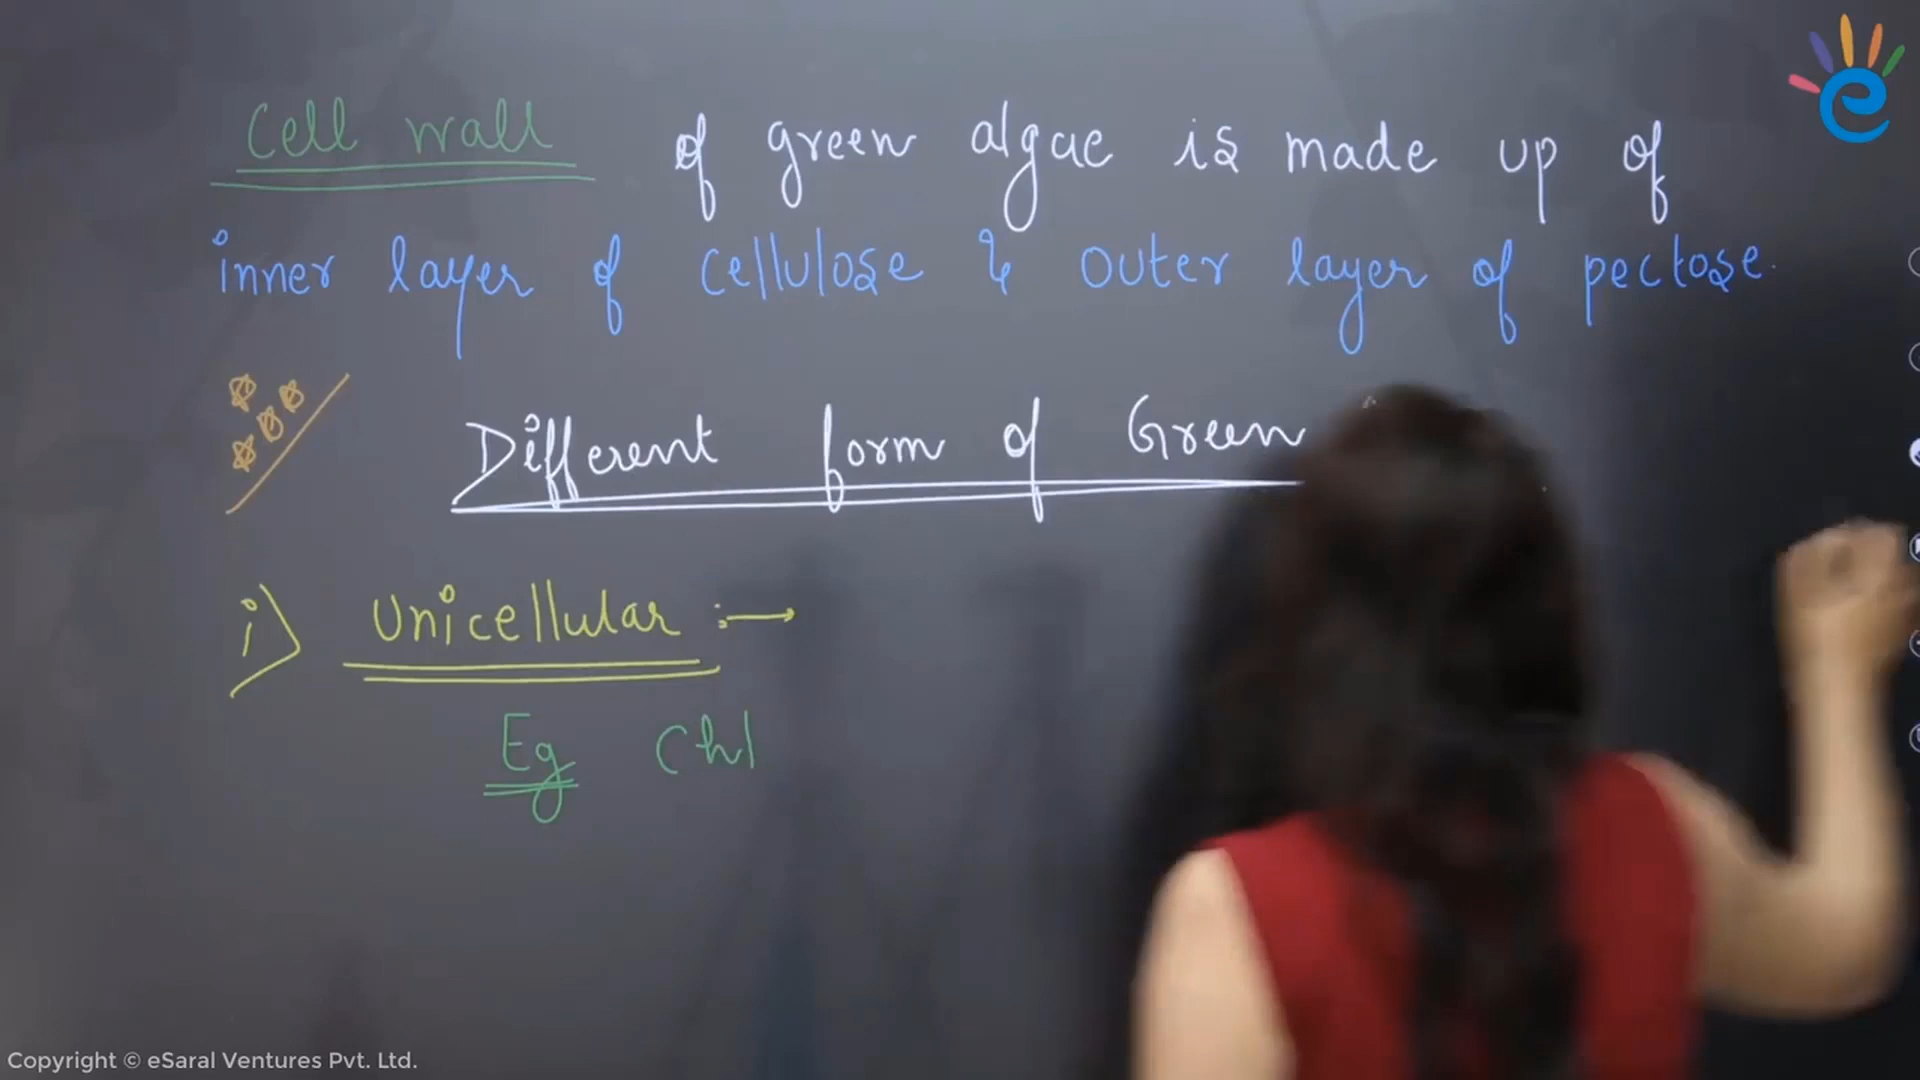 Cell wall of green algae is made up of
inner layer of cellulose & outer layer of pectose.
Different form of Green
i) Unicellular :→
Eg Chl
Copyright © eSaral Ventures Pvt. Ltd.